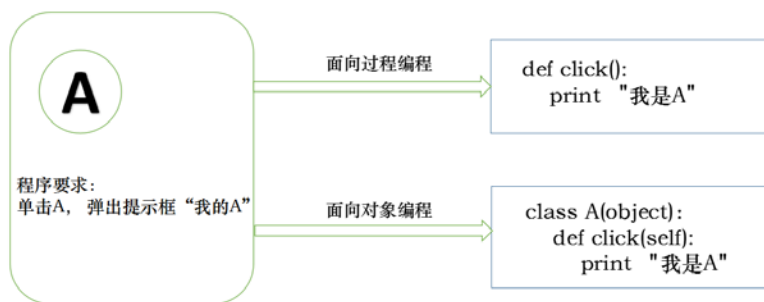 A
程序要求：
单击A， 弹出提示框“我的A”
面向过程编程
def click():
print "我是A"
面向对象编程
class A(object):
def click(self):
print "我是A"